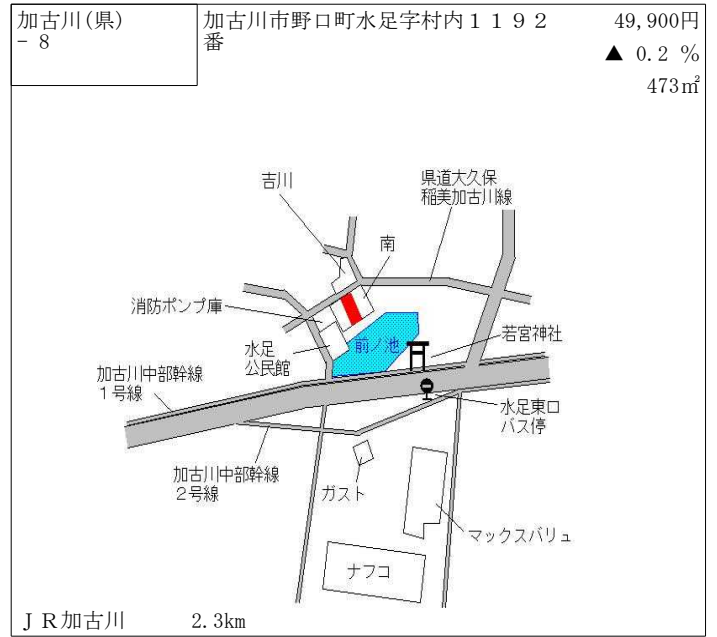 加古川(県)
- 8
加古川市野口町水足字村内１１９２
番
49,900円
▲ 0.2 %
473㎡
吉川
県道大久保
稲美加古川線
南
消防ポンプ庫
若宮神社
前ノ池
水足
公民館
加古川中部幹線
１号線
水足東口
バス停
加古川中部幹線
２号線
ガスト
マックスバリュ
ナフコ
ＪＲ加古川 2.3km